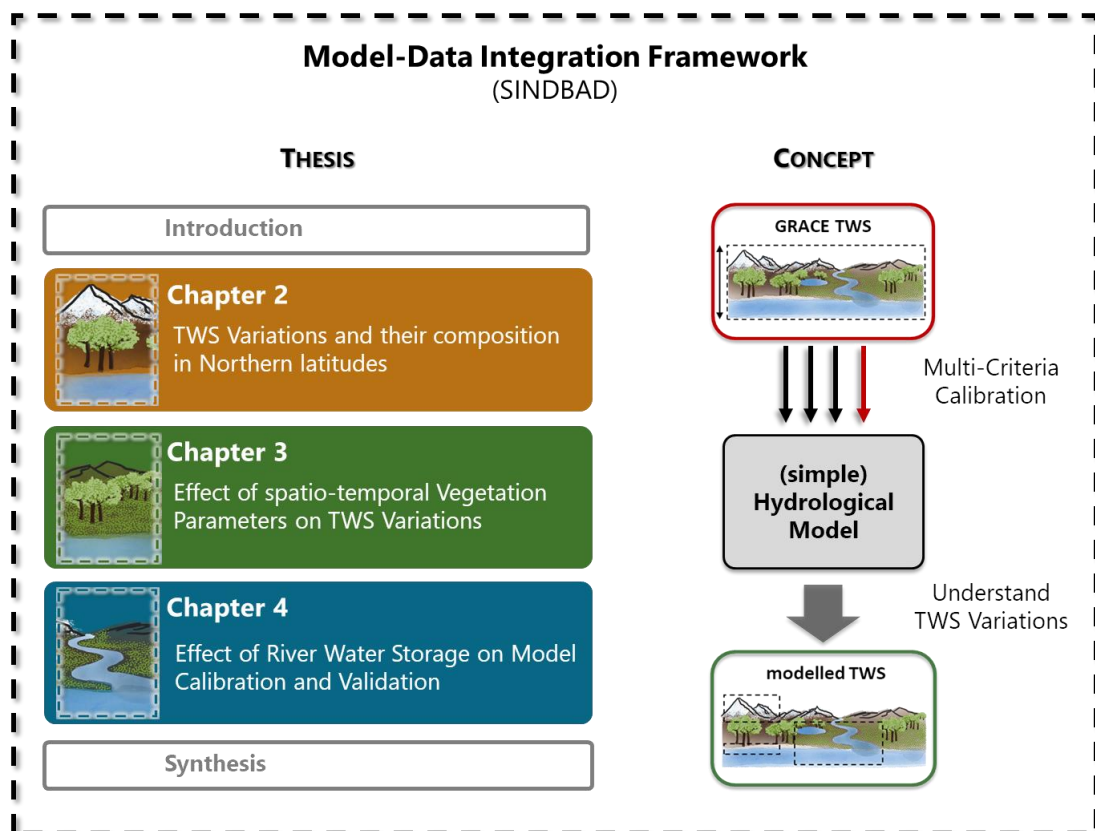 Model-Data Integration Framework
(SINDBAD)
THESIS
Introduction
Chapter 2
TWS Variations and their composition
in Northern latitudes
Chapter 3
Effect of spatio-temporal Vegetation
Parameters on TWS Variations
Chapter 4
Effect of River Water Storage on Model
Calibration and Validation
Synthesis
CONCEPT
GRACE TWS
Multi-Criteria
Calibration
(simple)
Hydrological
Model
Understand
TWS Variations
modelled TWS